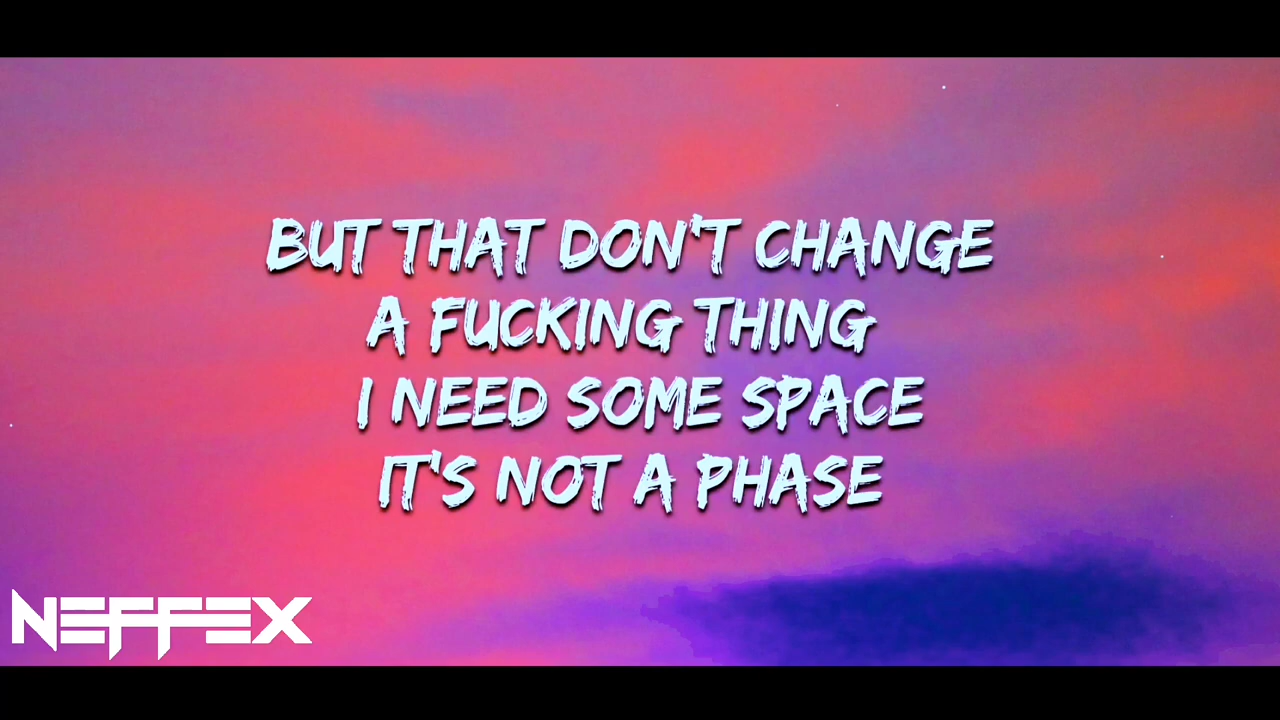 BUT THAT DON'T CHANGE
A FUCKING THING
I NEED SOME SPACE
IT'S NOT A PHASE
NEFFEX